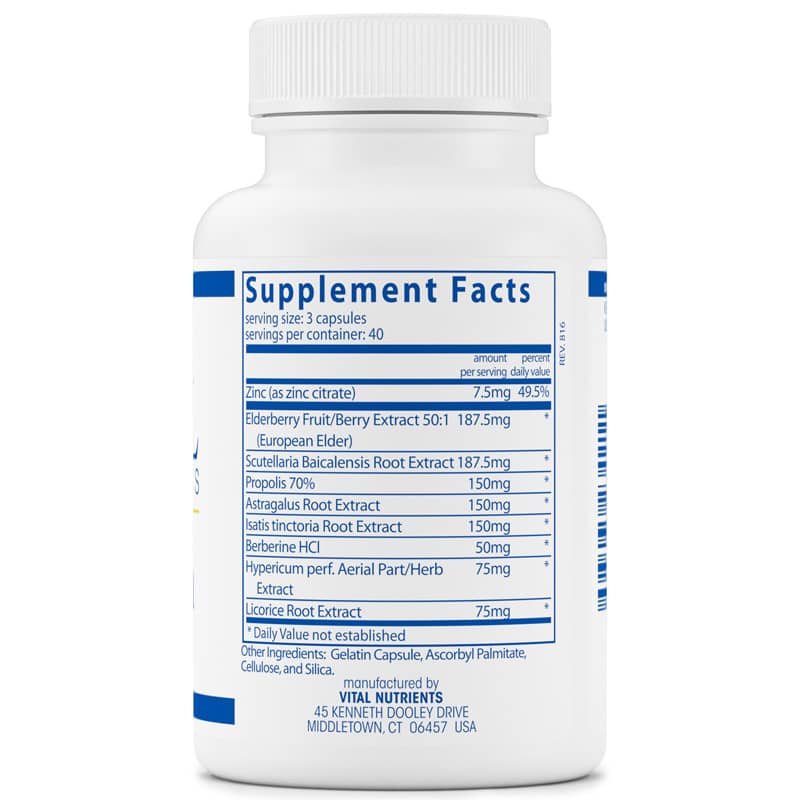 Supplement Facts
serving size: 3 capsules
servings per container: 40
amount percent
per serving daily value
Zinc (as zinc citrate) 7.5mg 49.5%
Elderberry Fruit/Berry Extract 50:1 187.5mg *
(European Elder)
Scutellaria Baicalensis Root Extract 187.5mg *
Propolis 70% 150mg *
Astragalus Root Extract 150mg *
Isatis tinctoria Root Extract 150mg *
Berberine HCl 50mg *
Hypericum perf. Aerial Part/Herb 75mg *
Extract
Licorice Root Extract 75mg *
* Daily Value not established
Other Ingredients: Gelatin Capsule, Ascorbyl Palmitate,
Cellulose, and Silica.
manufactured by
VITAL NUTRIENTS
45 KENNETH DOOLEY DRIVE
MIDDLETOWN, CT 06457 USA
REV. 816